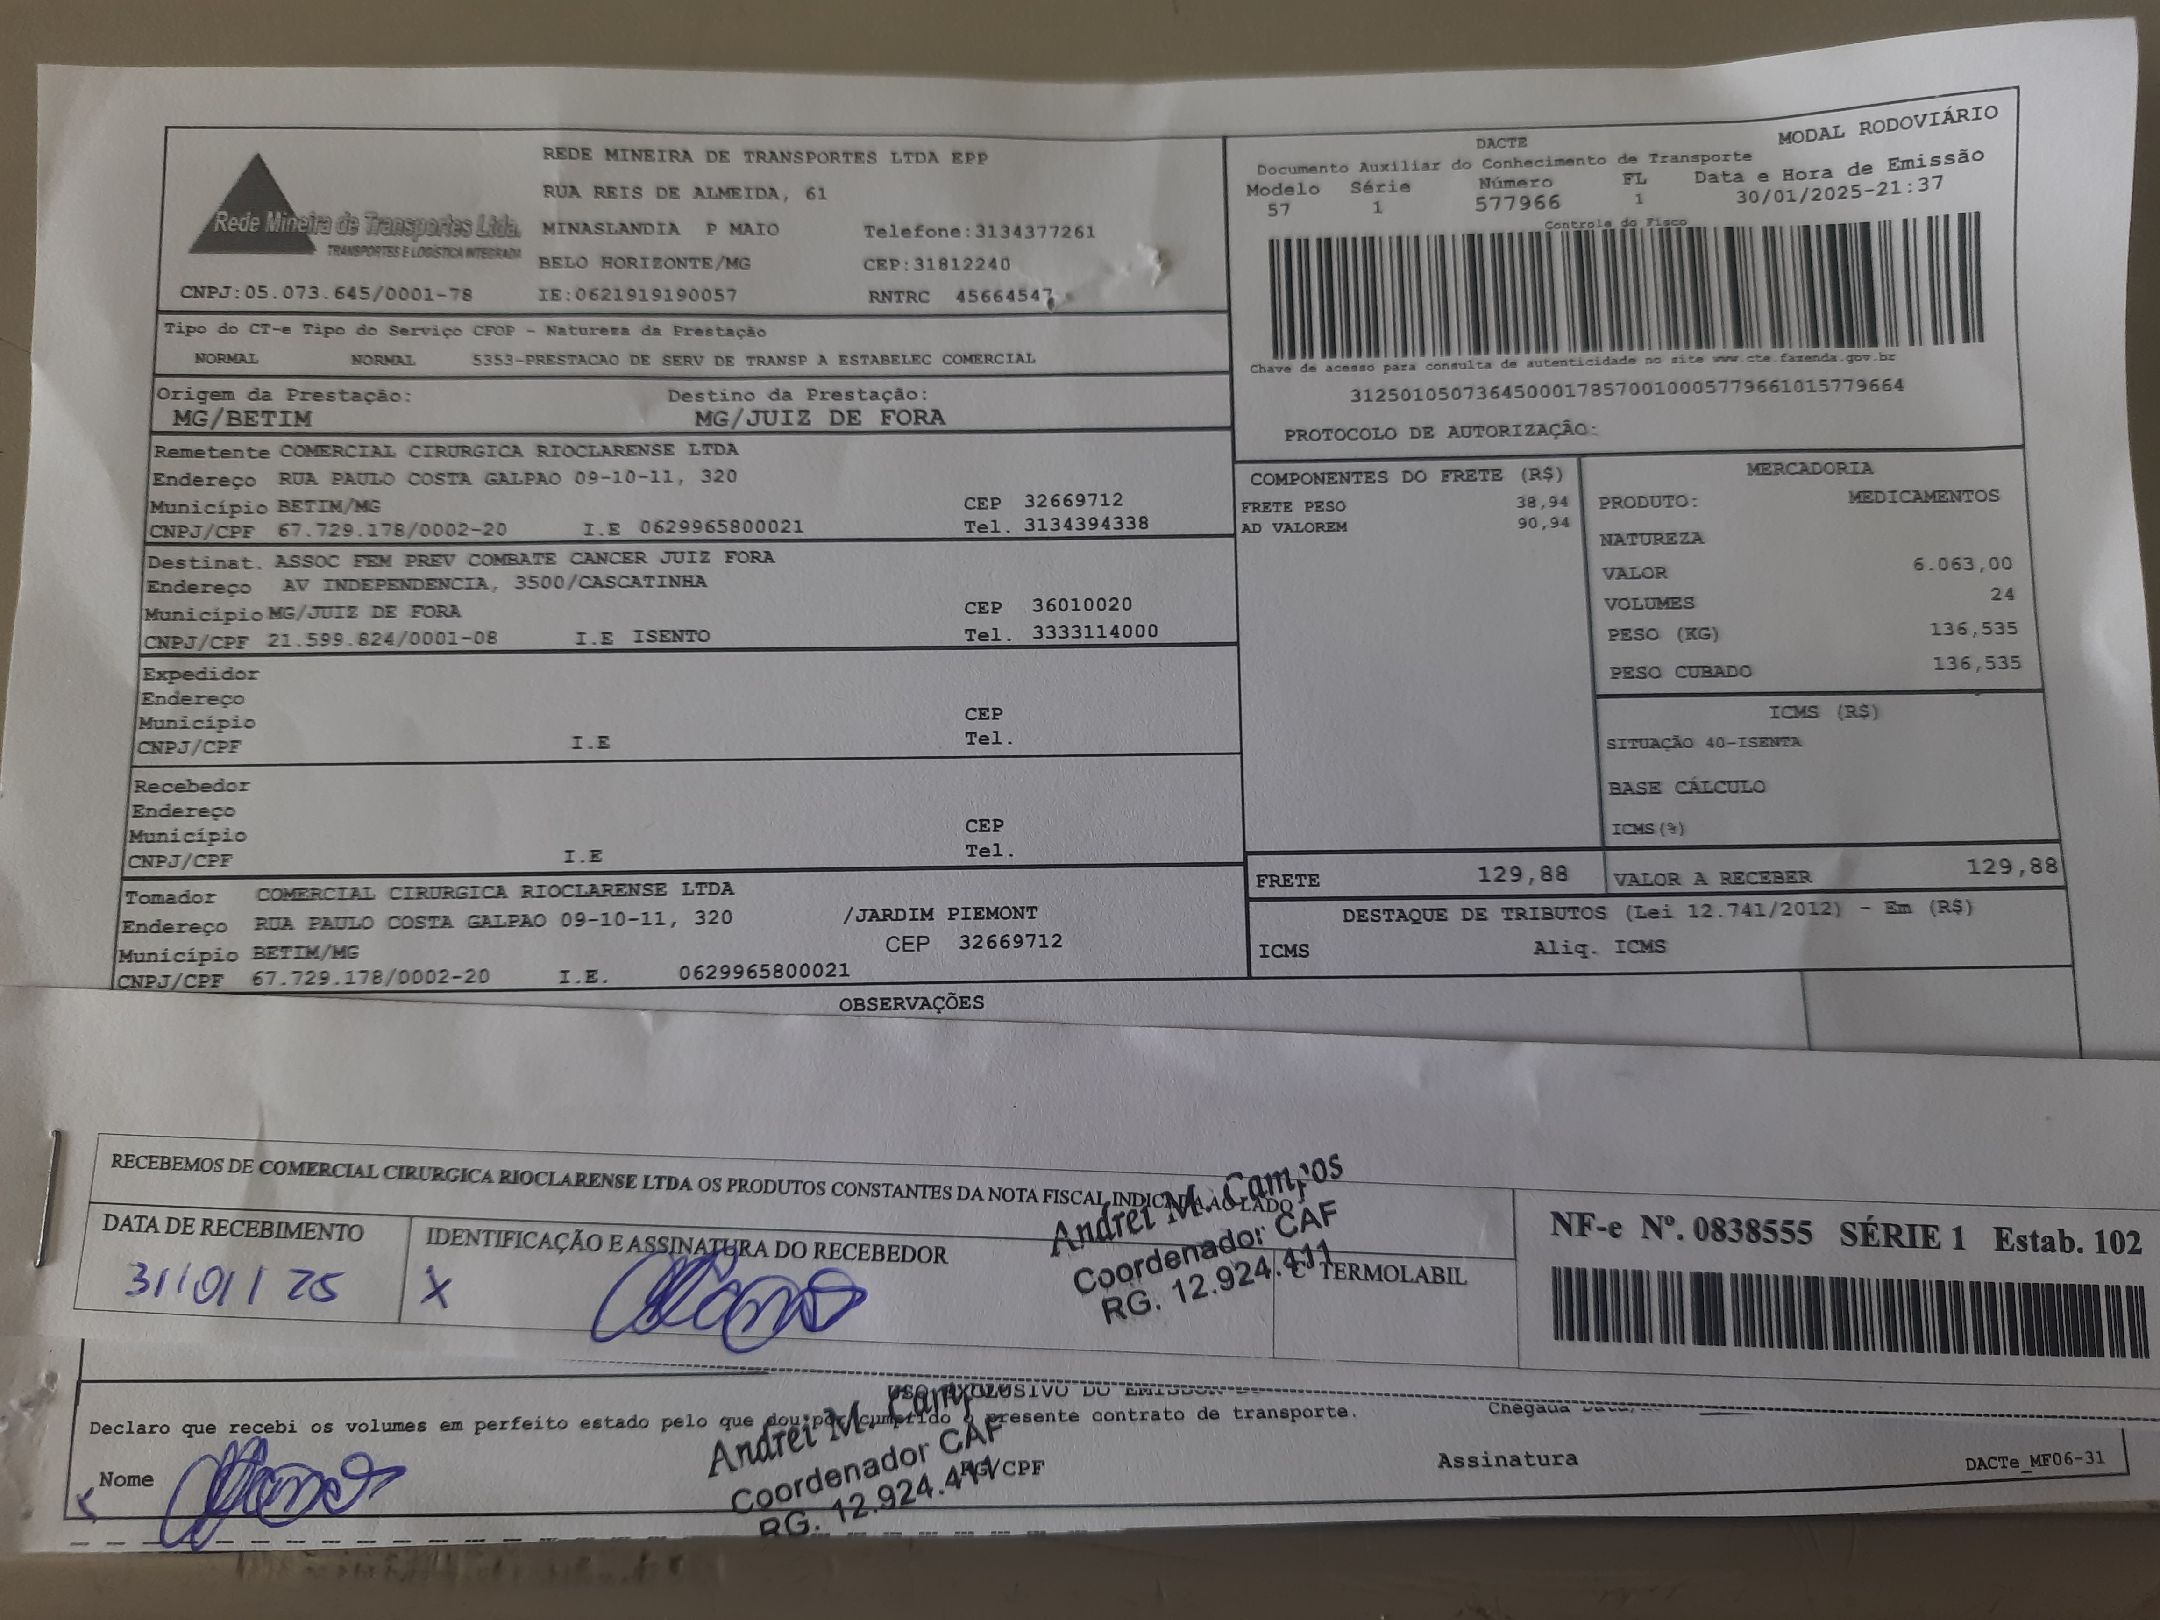 REDE MINEIRA DE TRANSPORTES LTDA EPP
RUA REIS DE ALMEIDA, 61
Rede Mineira de Transportes Ltda.
TRANSPORTES E LOGÍSTICA INTEGRADA
MINASLANDIA P MAIO Telefone:3134377261
BELO HORIZONTE/MG CEP:31812240
CNPJ:05.073.645/0001-78 IE:0621919190057 RNTRC 45664547
DACTE MODAL RODOVIÁRIO
Documento Auxiliar do Conhecimento de Transporte
Modelo Série Número FL Data e Hora de Emissão
57 1 577966 1 30/01/2025-21:37
Controle do Fisco
Chave de acesso para consulta de autenticidade no site www.cte.fazenda.gov.br
31250105073645000178570010005779661015779664
PROTOCOLO DE AUTORIZAÇÃO:
Tipo do CT-e Tipo do Serviço CFOP - Natureza da Prestação
NORMAL NORMAL 5353-PRESTACAO DE SERV DE TRANSP A ESTABELEC COMERCIAL
Origem da Prestação: Destino da Prestação:
MG/BETIM MG/JUIZ DE FORA
Remetente COMERCIAL CIRURGICA RIOCLARENSE LTDA
Endereço RUA PAULO COSTA GALPAO 09-10-11, 320
Município BETIM/MG CEP 32669712
CNPJ/CPF 67.729.178/0002-20 I.E 0629965800021 Tel. 3134394338
Destinat. ASSOC FEM PREV COMBATE CANCER JUIZ FORA
Endereço AV INDEPENDENCIA, 3500/CASCATINHA
Município MG/JUIZ DE FORA CEP 36010020
CNPJ/CPF 21.599.824/0001-08 I.E ISENTO Tel. 3333114000
Expedidor
Endereço
Município CEP
CNPJ/CPF I.E Tel.
Recebedor
Endereço
Município CEP
CNPJ/CPF I.E Tel.
Tomador COMERCIAL CIRURGICA RIOCLARENSE LTDA
Endereço RUA PAULO COSTA GALPAO 09-10-11, 320 /JARDIM PIEMONT
Município BETIM/MG CEP 32669712
CNPJ/CPF 67.729.178/0002-20 I.E. 0629965800021
COMPONENTES DO FRETE (R$)
FRETE PESO 38,94
AD VALOREM 90,94
MERCADORIA
PRODUTO: MEDICAMENTOS
NATUREZA
VALOR 6.063,00
VOLUMES 24
PESO (KG) 136,535
PESO CUBADO 136,535
ICMS (R$)
SITUAÇÃO 40-ISENTA
BASE CÁLCULO
ICMS(%)
FRETE 129,88 VALOR A RECEBER 129,88
DESTAQUE DE TRIBUTOS (Lei 12.741/2012) - Em (R$)
ICMS Aliq. ICMS
OBSERVAÇÕES
RECEBEMOS DE COMERCIAL CIRURGICA RIOCLARENSE LTDA OS PRODUTOS CONSTANTES DA NOTA FISCAL INDICADA AO LADO
DATA DE RECEBIMENTO IDENTIFICAÇÃO E ASSINATURA DO RECEBEDOR
31/01/25 X
Andrei M. Campos
Coordenador CAF
RG. 12.924.411
TERMOLABIL
NF-e Nº. 0838555 SÉRIE 1 Estab. 102
USO EXCLUSIVO DO EMISSOR
Declaro que recebi os volumes em perfeito estado pelo que dou por cumprido o presente contrato de transporte. Chegada
Andrei M. Campos
Coordenador CAF
RG. 12.924.411
Nome RG/CPF Assinatura DACTe_MF06-31